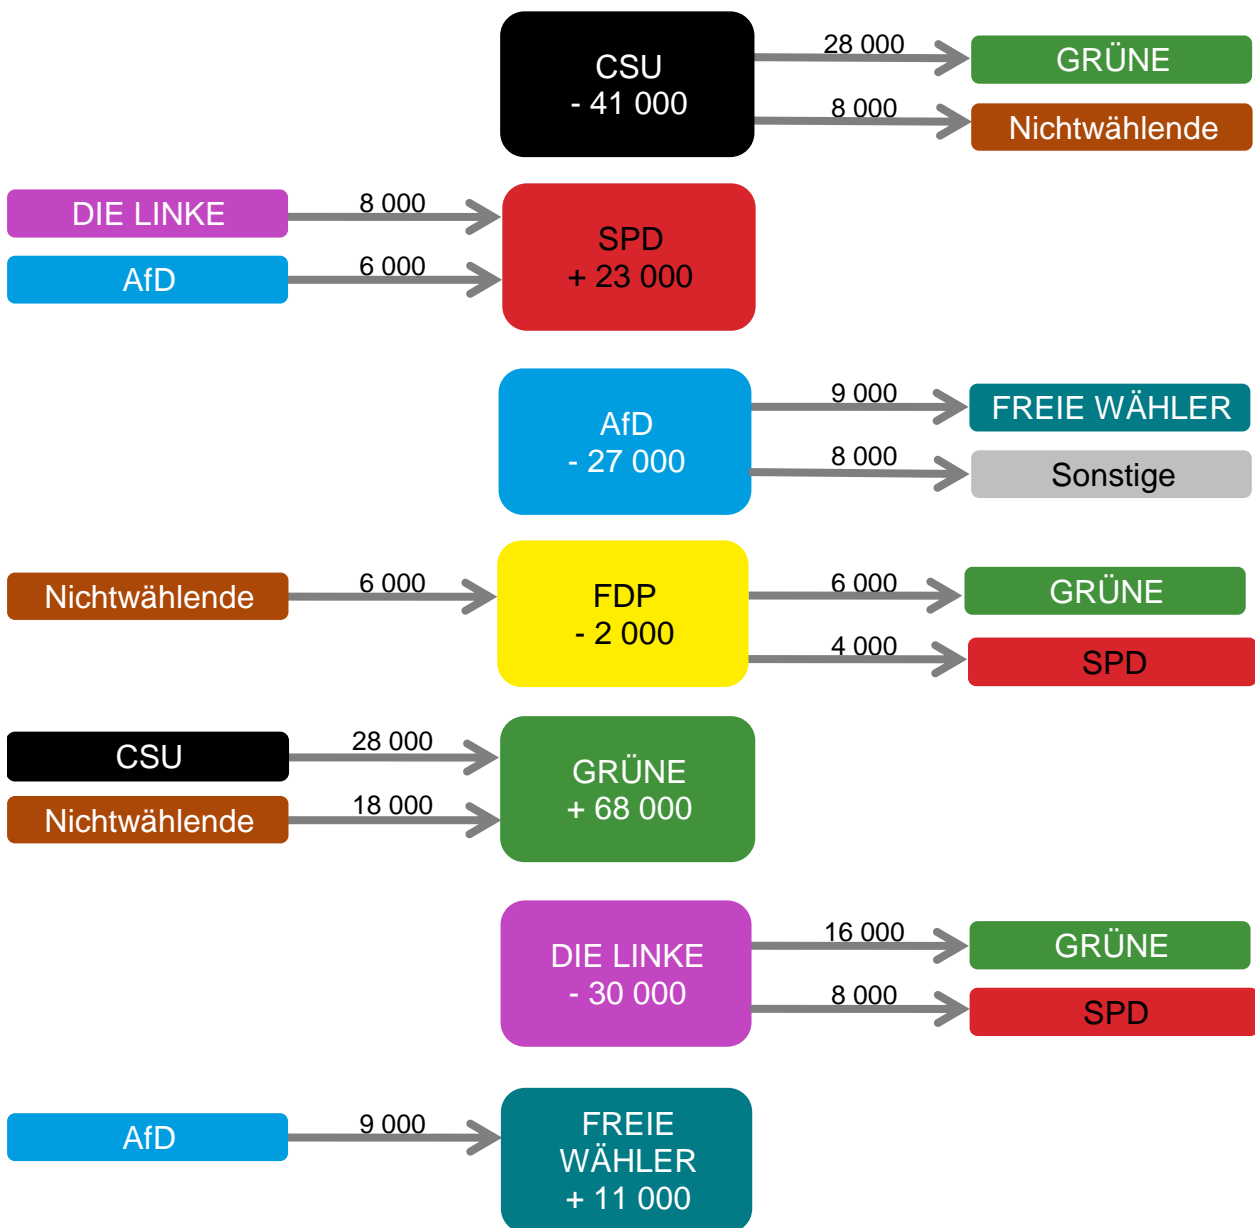 CSU
- 41 000
28 000
GRÜNE
8 000
Nichtwählende
DIE LINKE
8 000
AfD
6 000
SPD
+ 23 000
AfD
- 27 000
9 000
FREIE WÄHLER
8 000
Sonstige
Nichtwählende
6 000
FDP
- 2 000
6 000
GRÜNE
4 000
SPD
CSU
28 000
Nichtwählende
18 000
GRÜNE
+ 68 000
DIE LINKE
- 30 000
16 000
GRÜNE
8 000
SPD
AfD
9 000
FREIE
WÄHLER
+ 11 000